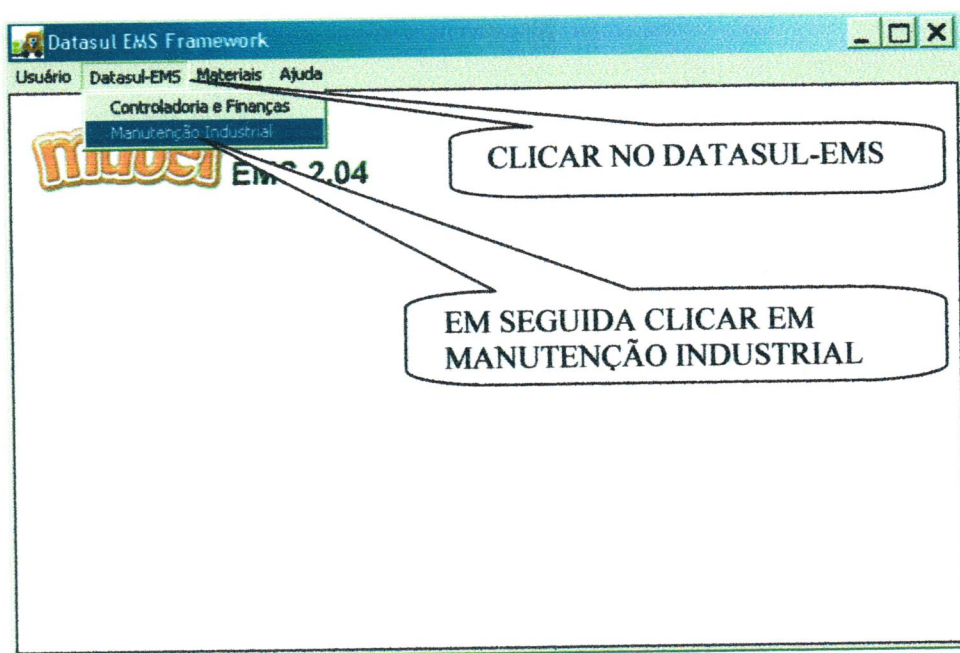 Datasul EMS Framework
Usuário Datasul-EMS Materiais Ajuda
Controladoria e Finanças
Manutenção Industrial
EMS 2.04
CLICAR NO DATASUL-EMS
EM SEGUIDA CLICAR EM
MANUTENÇÃO INDUSTRIAL